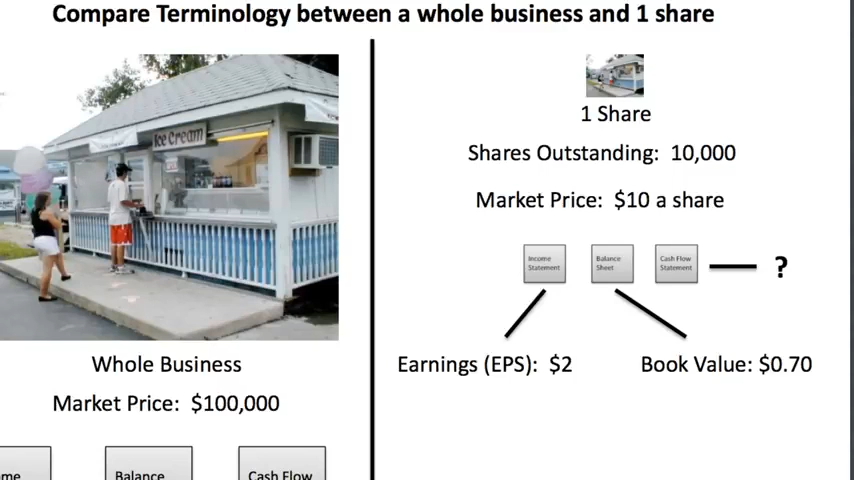 Compare Terminology between a whole business and 1 share
Ice Cream
Whole Business
Market Price: $100,000
Balance
Cash Flow
1 Share
Shares Outstanding: 10,000
Market Price: $10 a share
Income
Statement
Balance
Sheet
Cash Flow
Statement
?
Earnings (EPS): $2
Book Value: $0.70